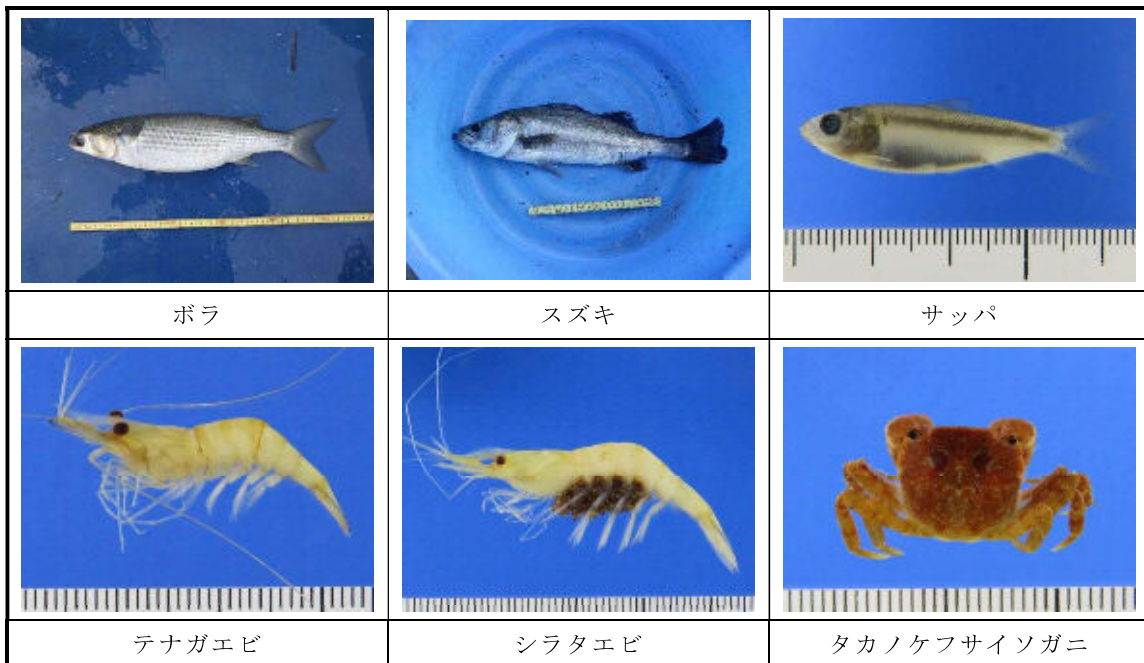 ボラ
スズキ
サッパ
テナガエビ
シラタエビ
タカノケフサイソガニ